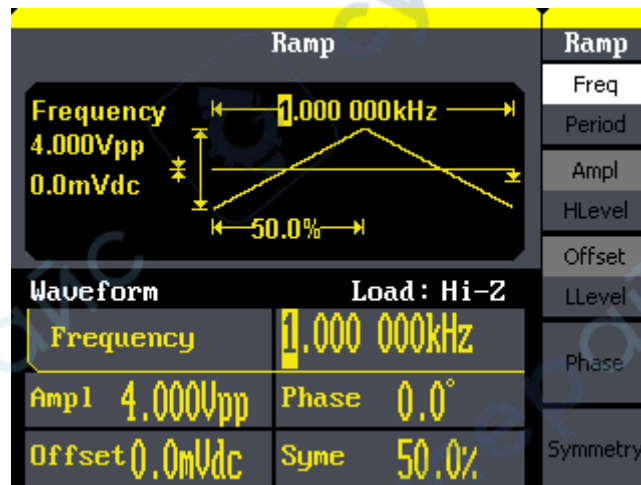 Ramp
Frequency
1.000 000kHz
4.000Vpp
0.0mVdc
50.0%
Waveform
Load: Hi-Z
Frequency
1.000 000kHz
Ampl 4.000Vpp
Phase 0.0°
Offset 0.0mVdc
Syme 50.0%
Ramp
Freq
Period
Ampl
HLevel
Offset
LLevel
Phase
Symmetry